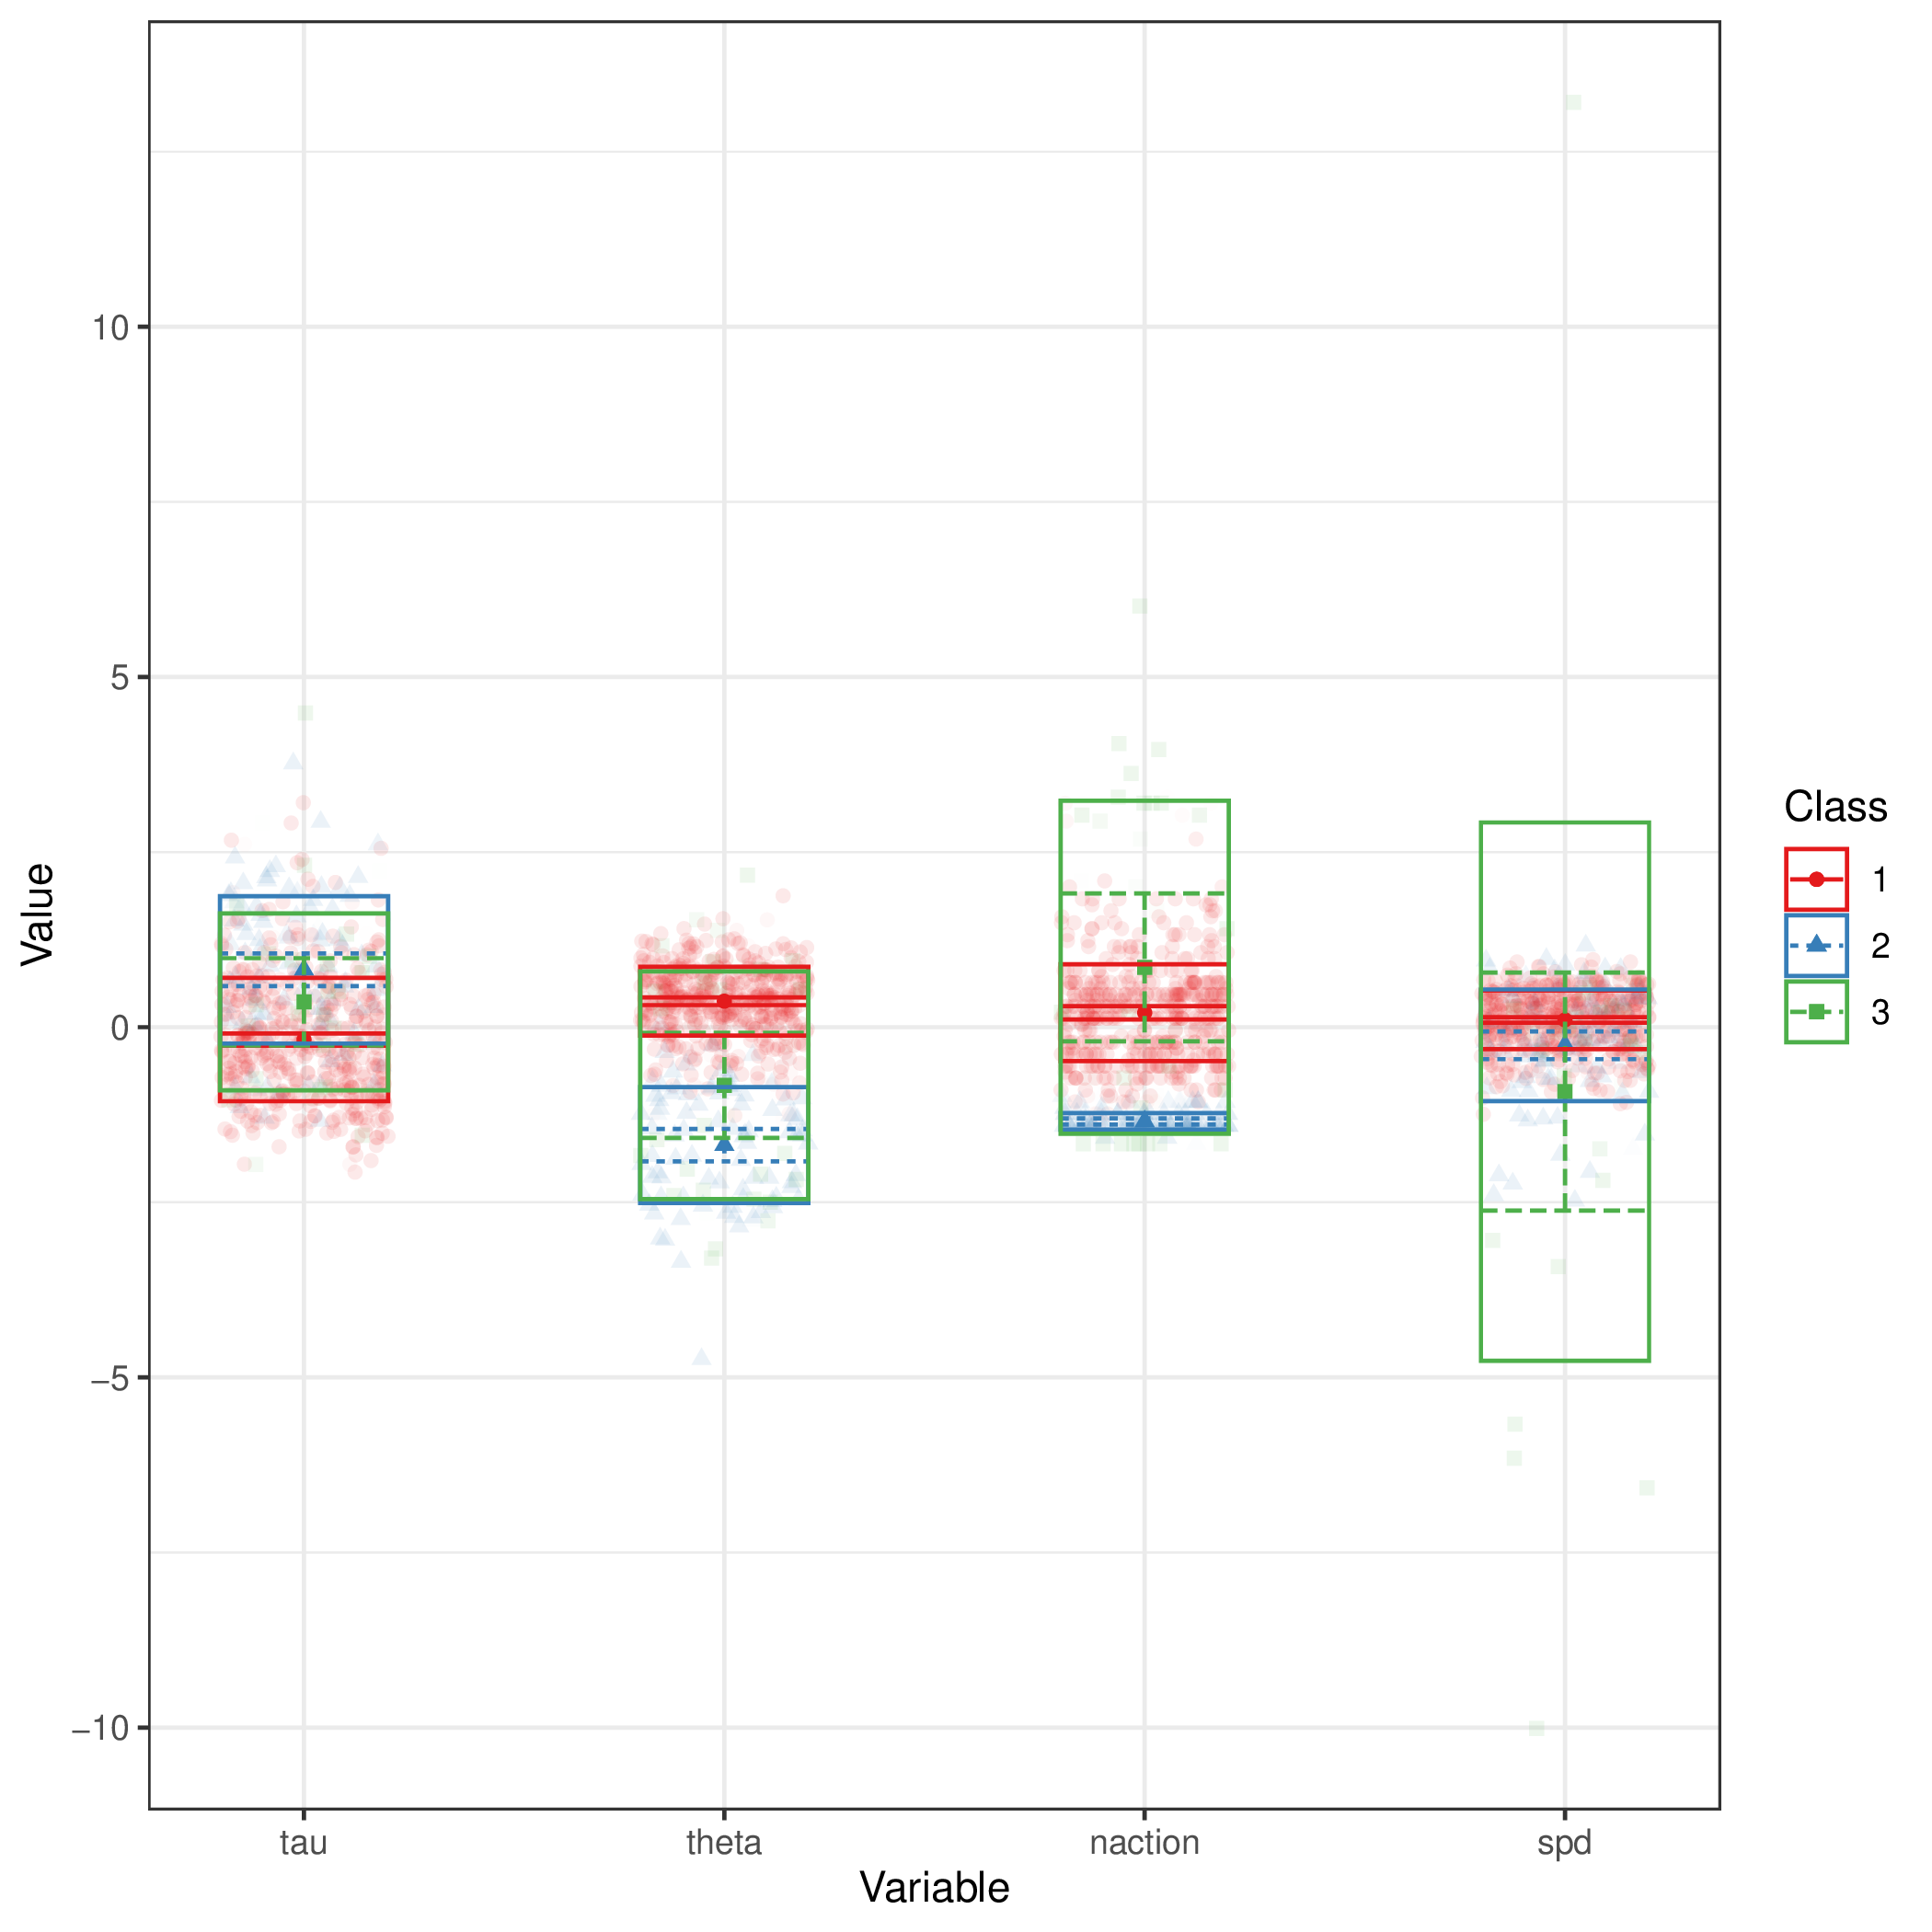 10
5
0
−5
−10
Value
tau
theta
naction
spd
Variable
Class
1
2
3